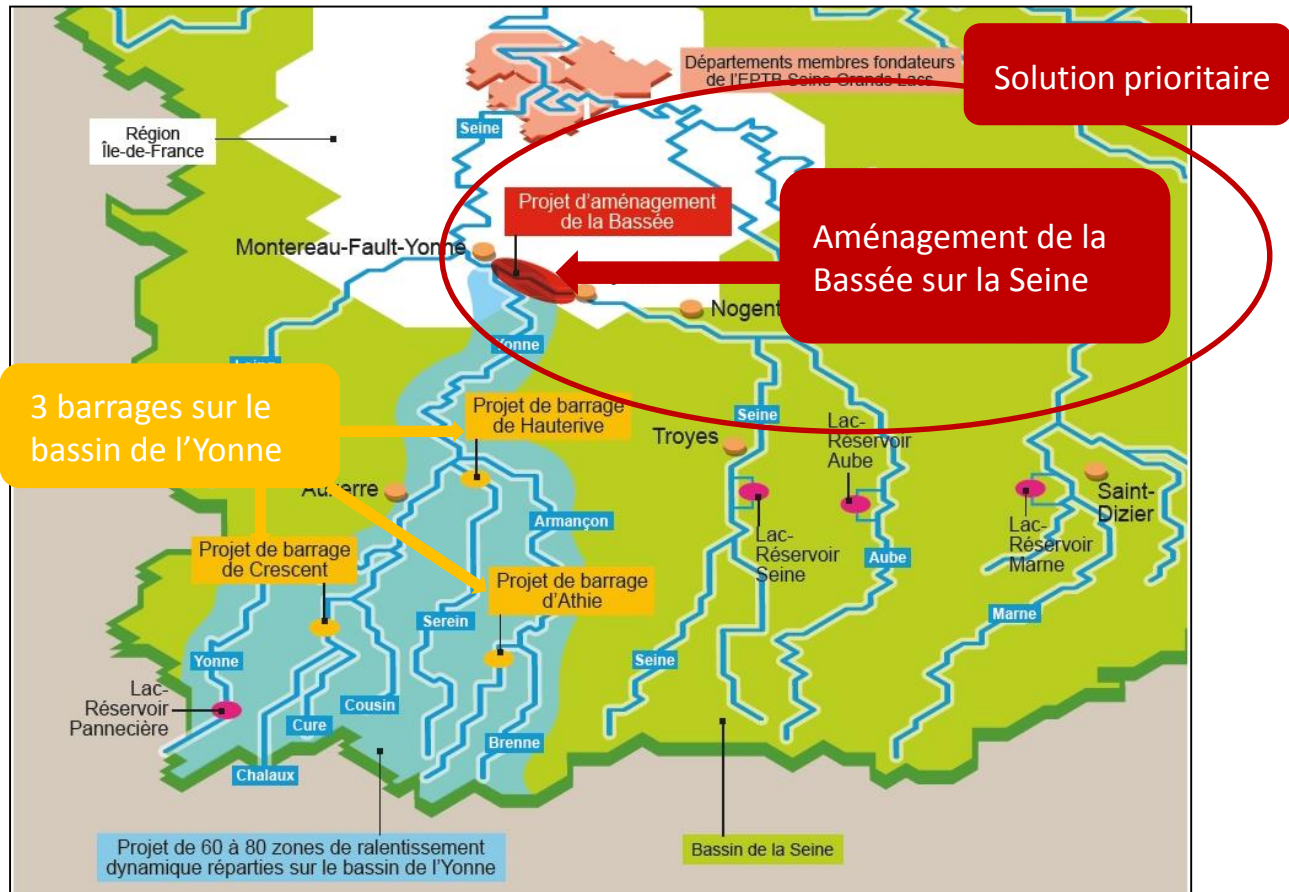 Départements membres fondateurs
de l'EPTB Seine Grands Lacs
Solution prioritaire
Région
Île-de-France
Seine
Projet d'aménagement
de la Bassée
Aménagement de la
Bassée sur la Seine
Montereau-Fault-Yonne
Nogent
Yonne
3 barrages sur le
bassin de l'Yonne
Projet de barrage
de Hauterive
Seine
Troyes
Lac-
Réservoir
Aube
Saint-
Dizier
Lac-
Réservoir
Marne
Lac-
Réservoir
Seine
Armançon
Projet de barrage
de Crescent
Projet de barrage
d'Athie
Aube
Marne
Serein
Yonne
Seine
Lac-
Réservoir
Pannecière
Cousin
Cure
Brenne
Chalaux
Projet de 60 à 80 zones de ralentissement
dynamique réparties sur le bassin de l'Yonne
Bassin de la Seine